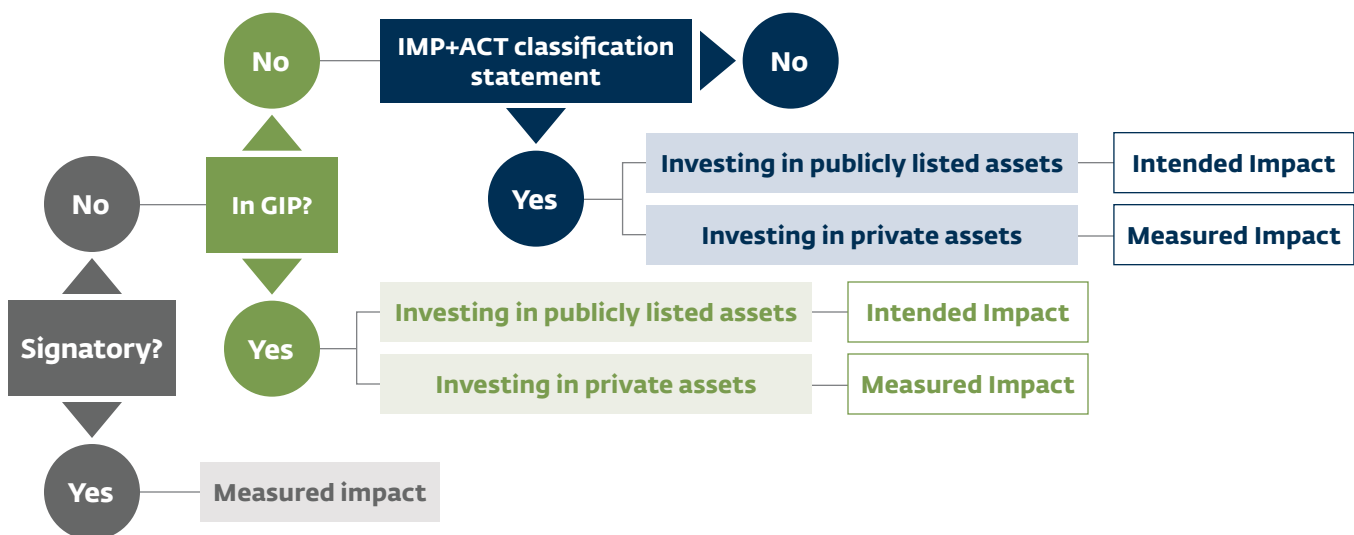 No
IMP+ACT classification
statement
No
Investing in publicly listed assets
Intended Impact
No
In GIP?
Yes
Investing in private assets
Measured Impact
Investing in publicly listed assets
Intended Impact
Signatory?
Yes
Investing in private assets
Measured Impact
Yes
Measured impact